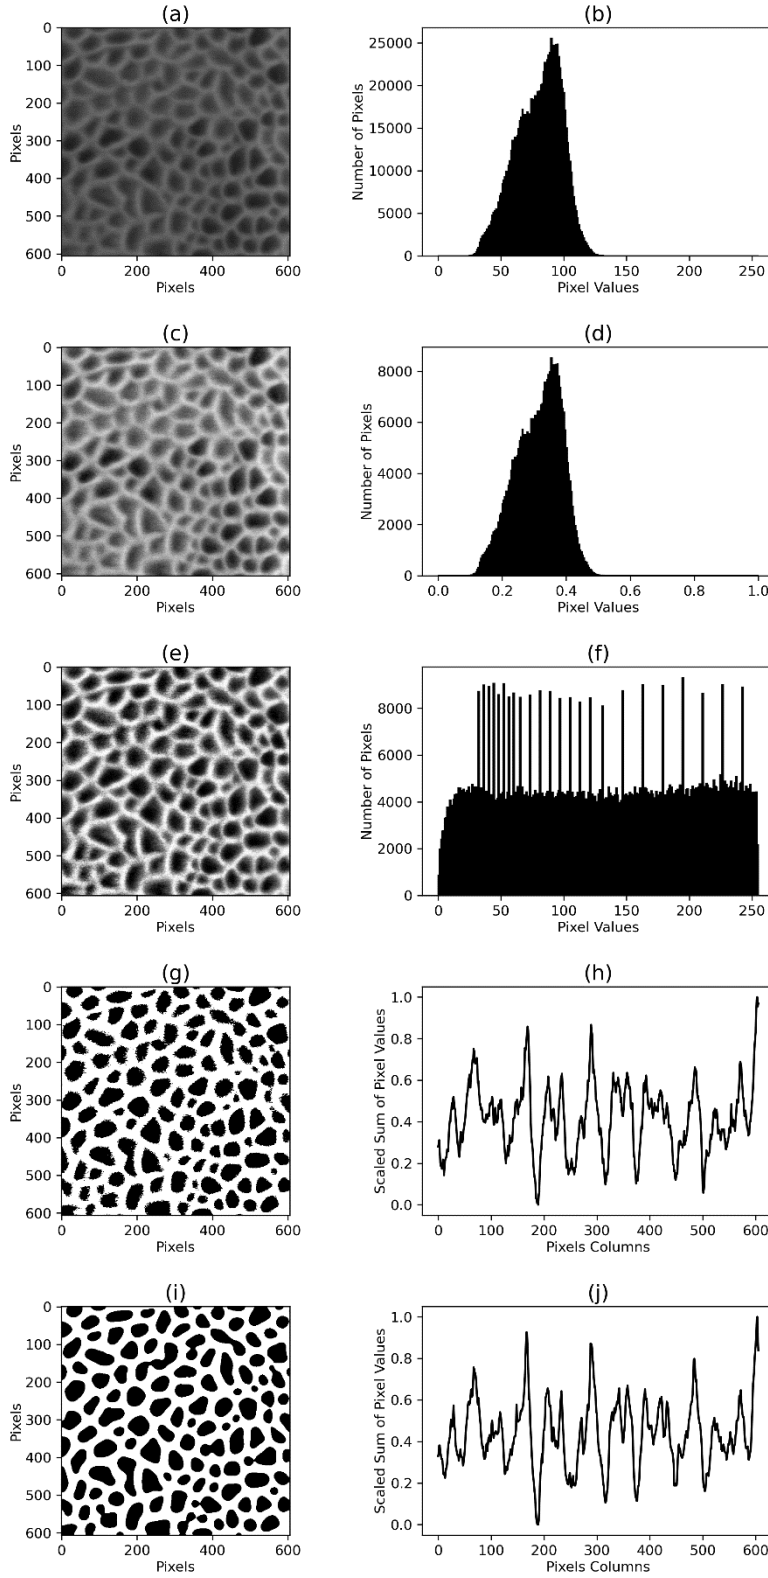 (a)
0
100
200
300
400
500
600
Pixels
0 200 400 600
Pixels
(b)
25000
20000
15000
10000
5000
0
Number of Pixels
0 50 100 150 200 250
Pixel Values
(c)
0
100
200
300
400
500
600
Pixels
0 200 400 600
Pixels
(d)
8000
6000
4000
2000
0
Number of Pixels
0.0 0.2 0.4 0.6 0.8 1.0
Pixel Values
(e)
0
100
200
300
400
500
600
Pixels
0 200 400 600
Pixels
(f)
8000
6000
4000
2000
0
Number of Pixels
0 50 100 150 200 250
Pixel Values
(g)
0
100
200
300
400
500
600
Pixels
0 200 400 600
Pixels
(h)
1.0
0.8
0.6
0.4
0.2
0.0
Scaled Sum of Pixel Values
0 100 200 300 400 500 600
Pixels Columns
(i)
0
100
200
300
400
500
600
Pixels
0 200 400 600
Pixels
(j)
1.0
0.8
0.6
0.4
0.2
0.0
Scaled Sum of Pixel Values
0 100 200 300 400 500 600
Pixels Columns